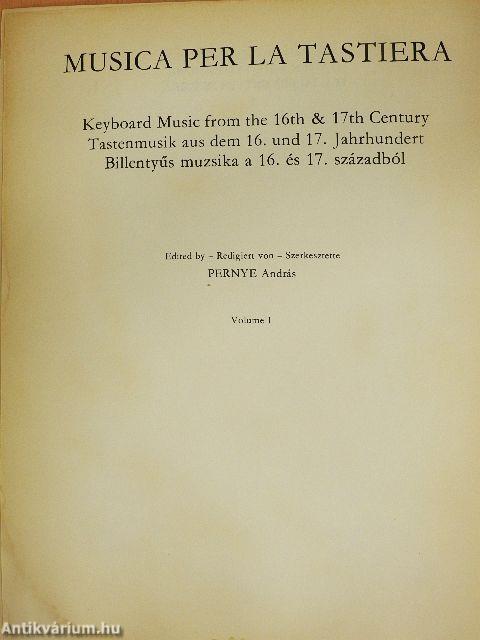 MUSICA PER LA TASTIERA
Keyboard Music from the 16th & 17th Century
Tastenmusik aus dem 16. und 17. Jahrhundert
Billentyűs muzsika a 16. és 17. századból
Edited by – Redigiert von – Szerkesztette
PERNYE András
Volume I
Antikvárium.hu